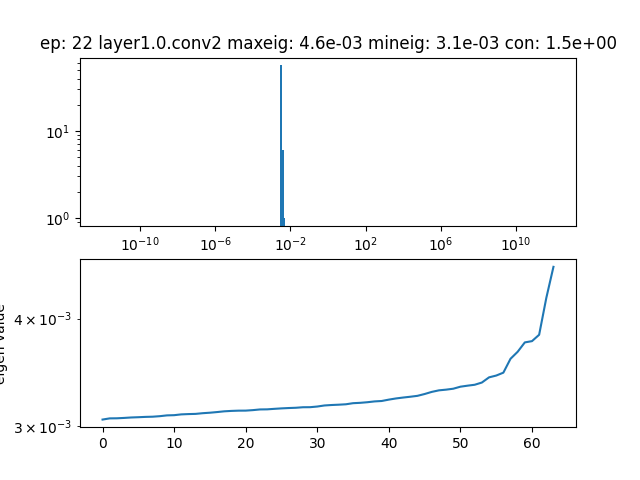 ep: 22 layer1.0.conv2 maxeig: 4.6e-03 mineig: 3.1e-03 con: 1.5e+00
10¹
10⁰
10⁻¹⁰ 10⁻⁶ 10⁻² 10² 10⁶ 10¹⁰
eigen value
4 × 10⁻³
3 × 10⁻³
0 10 20 30 40 50 60